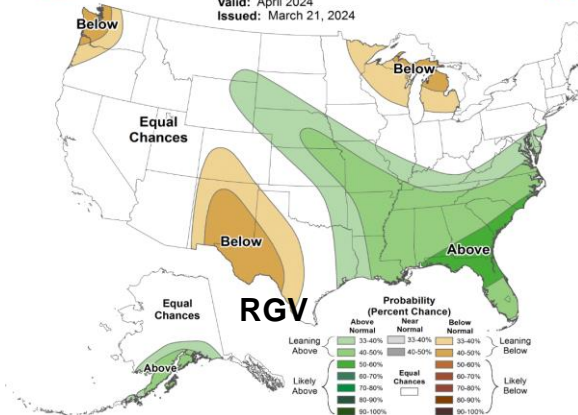 Valid: April 2024
Issued: March 21, 2024
Below
Below
Equal
Chances
Below
Above
RGV
Equal
Chances
Above
Probability
(Percent Chance)
Above
Normal
Near
Normal
Below
Normal
Leaning
Above
33-40%
33-40%
33-40%
Leaning
Below
40-50%
40-50%
40-50%
Likely
Above
50-60%
50-60%
Likely
Below
60-70%
Equal
Chances
60-70%
70-80%
70-80%
80-90%
80-90%
90-100%
90-100%